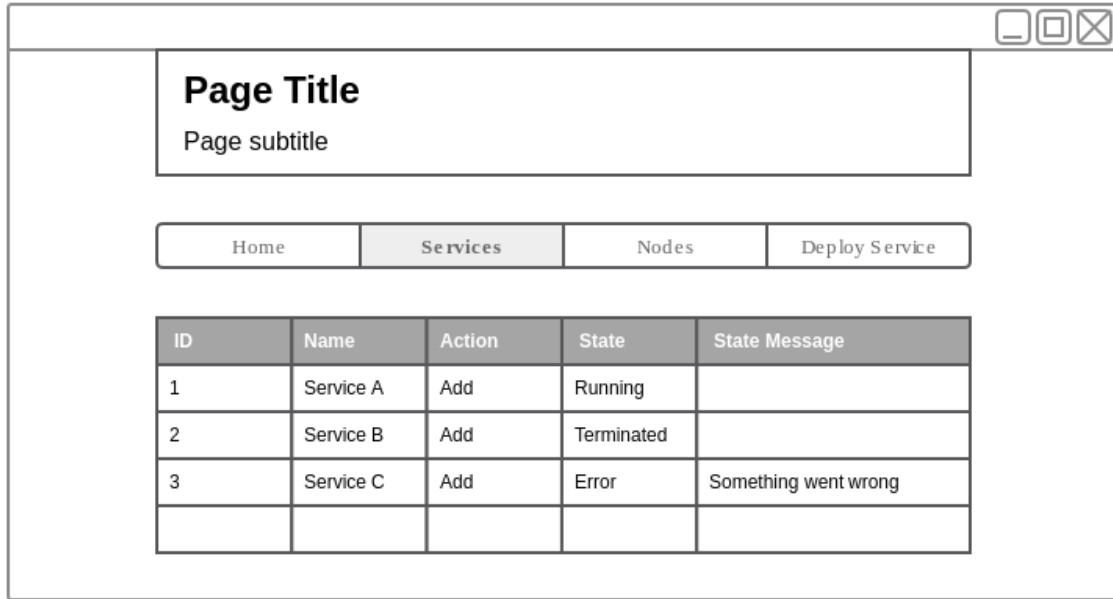 Page Title
Page subtitle
Home Services Nodes Deploy Service
ID Name Action State State Message
1 Service A Add Running
2 Service B Add Terminated
3 Service C Add Error Something went wrong